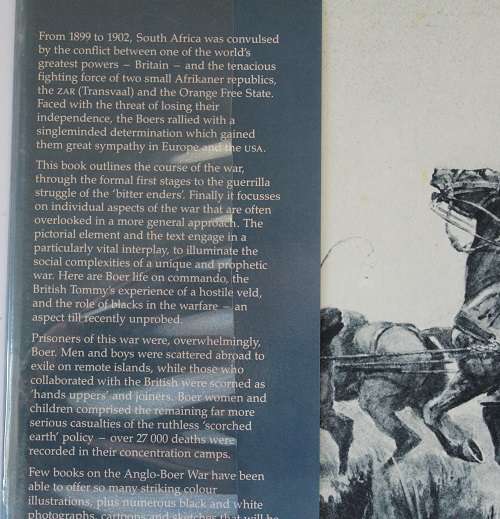 From 1899 to 1902, South Africa was convulsed
by the conflict between one of the world's
greatest powers – Britain – and the tenacious
fighting force of two small Afrikaner republics,
the ZAR (Transvaal) and the Orange Free State.
Faced with the threat of losing their
independence, the Boers rallied with a
singleminded determination which gained
them great sympathy in Europe and the USA.
This book outlines the course of the war,
through the formal first stages to the guerrilla
struggle of the 'bitter enders'. Finally it focusses
on individual aspects of the war that are often
overlooked in a more general approach. The
pictorial element and the text engage in a
particularly vital interplay, to illuminate the
social complexities of a unique and prophetic
war. Here are Boer life on commando, the
British Tommy's experience of a hostile veld,
and the role of blacks in the warfare – an
aspect till recently unprobed.
Prisoners of this war were, overwhelmingly,
Boer. Men and boys were scattered abroad to
exile on remote islands, while those who
collaborated with the British were scorned as
'hands uppers' and joiners. Boer women and
children comprised the remaining far more
serious casualties of the ruthless 'scorched
earth' policy – over 27 000 deaths were
recorded in their concentration camps.
Few books on the Anglo-Boer War have been
able to offer so many striking colour
illustrations, plus numerous black and white
photographs, cartoons and sketches that will be